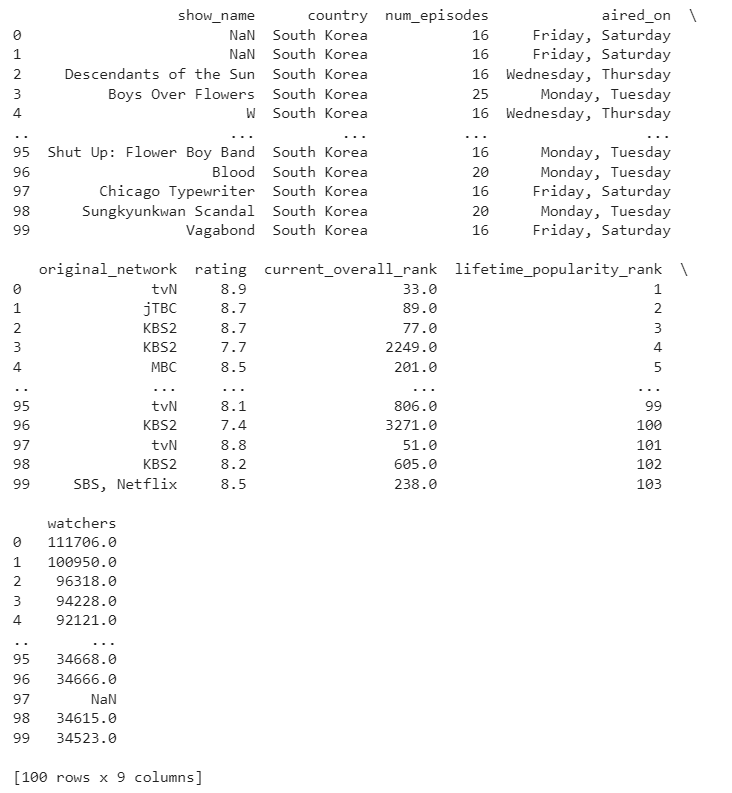 show_name country num_episodes aired_on \
0 NaN South Korea 16 Friday, Saturday
1 NaN South Korea 16 Friday, Saturday
2 Descendants of the Sun South Korea 16 Wednesday, Thursday
3 Boys Over Flowers South Korea 25 Monday, Tuesday
4 W South Korea 16 Wednesday, Thursday
.. ... ... ... ...
95 Shut Up: Flower Boy Band South Korea 16 Monday, Tuesday
96 Blood South Korea 20 Monday, Tuesday
97 Chicago Typewriter South Korea 16 Friday, Saturday
98 Sungkyunkwan Scandal South Korea 20 Monday, Tuesday
99 Vagabond South Korea 16 Friday, Saturday
original_network rating current_overall_rank lifetime_popularity_rank \
0 tvN 8.9 33.0 1
1 jTBC 8.7 89.0 2
2 KBS2 8.7 77.0 3
3 KBS2 7.7 2249.0 4
4 MBC 8.5 201.0 5
.. ... ... ... ...
95 tvN 8.1 806.0 99
96 KBS2 7.4 3271.0 100
97 tvN 8.8 51.0 101
98 KBS2 8.2 605.0 102
99 SBS, Netflix 8.5 238.0 103
watchers
0 111706.0
1 100950.0
2 96318.0
3 94228.0
4 92121.0
.. ...
95 34668.0
96 34666.0
97 NaN
98 34615.0
99 34523.0
[100 rows x 9 columns]